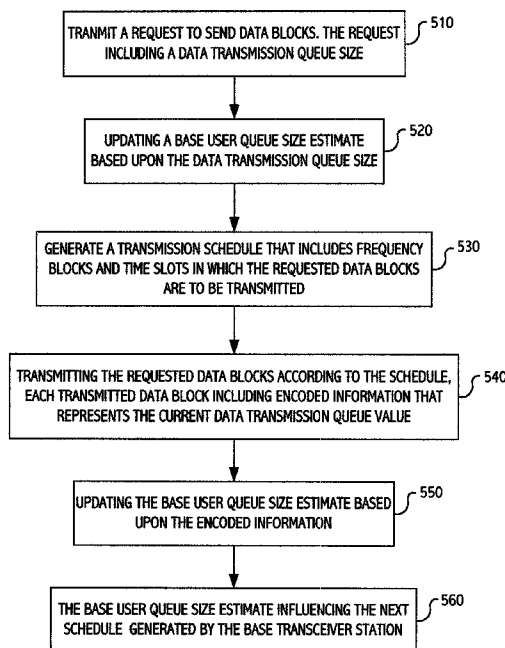 TRANMIT A REQUEST TO SEND DATA BLOCKS. THE REQUEST
INCLUDING A DATA TRANSMISSION QUEUE SIZE
510
UPDATING A BASE USER QUEUE SIZE ESTIMATE
BASED UPON THE DATA TRANSMISSION QUEUE SIZE
520
GENERATE A TRANSMISSION SCHEDULE THAT INCLUDES FREQUENCY
BLOCKS AND TIME SLOTS IN WHICH THE REQUESTED DATA BLOCKS
ARE TO BE TRANSMITTED
530
TRANSMITTING THE REQUESTED DATA BLOCKS ACCORDING TO THE SCHEDULE,
EACH TRANSMITTED DATA BLOCK INCLUDING ENCODED INFORMATION THAT
REPRESENTS THE CURRENT DATA TRANSMISSION QUEUE VALUE
540
UPDATING THE BASE USER QUEUE SIZE ESTIMATE BASED
UPON THE ENCODED INFORMATION
550
THE BASE USER QUEUE SIZE ESTIMATE INFLUENCING THE NEXT
SCHEDULE GENERATED BY THE BASE TRANSCEIVER STATION
560